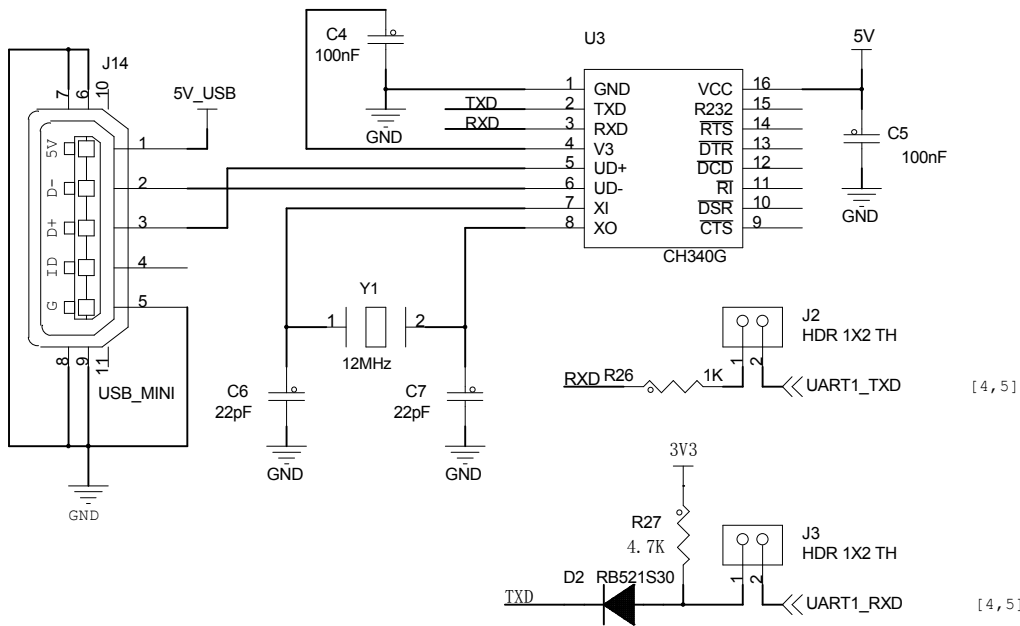 J14
7 6 10
5V_USB
5V 1
D- 2
D+ 3
ID 4
G 5
8 9 11
USB_MINI
GND
C4
100nF
GND
U3
TXD
RXD
1 GND
2 TXD
3 RXD
4 V3
5 UD+
6 UD-
7 XI
8 XO
VCC 16
R232 15
RTS 14
DTR 13
DCD 12
RI 11
DSR 10
CTS 9
CH340G
5V
C5
100nF
GND
Y1
1 2
12MHz
C6
22pF
GND
C7
22pF
GND
J2
HDR 1X2 TH
1 2
RXD R26 1K
UART1_TXD [4,5]
3V3
R27
4.7K
J3
HDR 1X2 TH
1 2
D2 RB521S30
TXD
UART1_RXD [4,5]